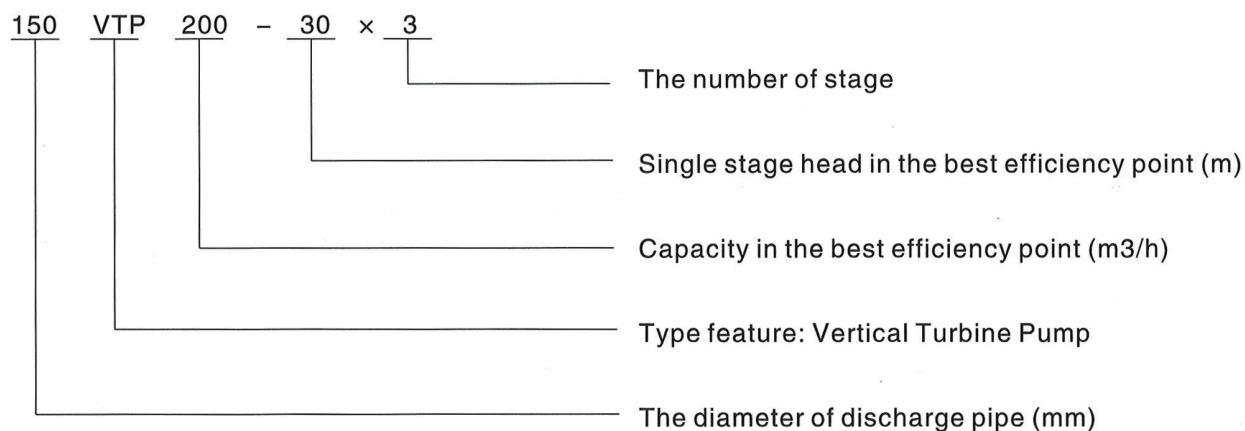 150 VTP 200 – 30 × 3
The number of stage
Single stage head in the best efficiency point (m)
Capacity in the best efficiency point (m3/h)
Type feature: Vertical Turbine Pump
The diameter of discharge pipe (mm)